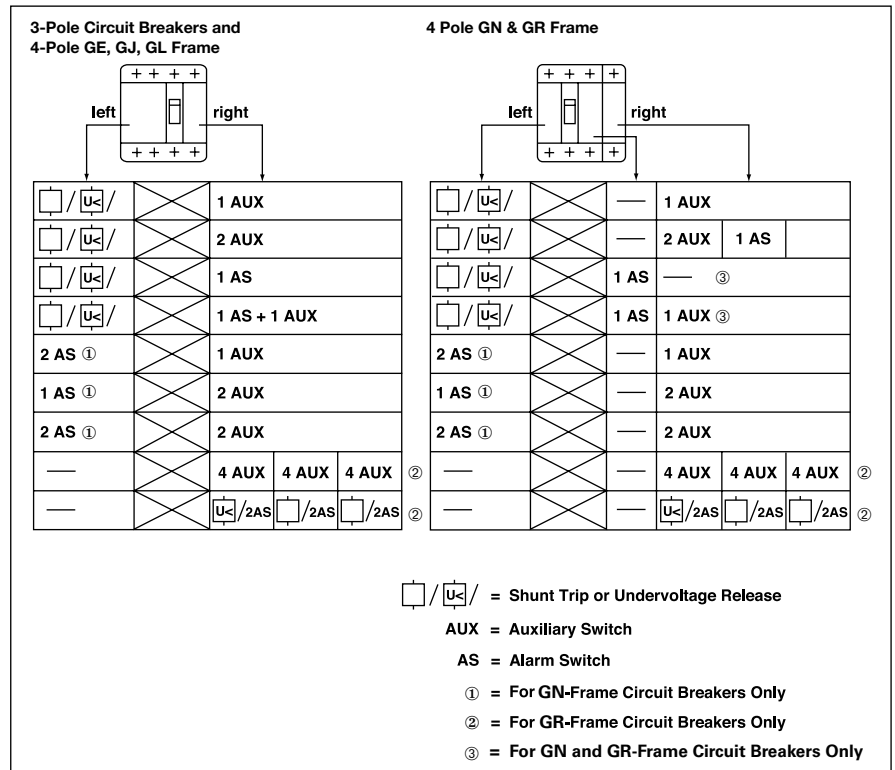 3-Pole Circuit Breakers and
4-Pole GE, GJ, GL Frame
4 Pole GN & GR Frame
+ + + +
left
right
+ + + +
+ + + +
left
right
+ + + +
/ U< /
1 AUX
/ U< /
—
1 AUX
/ U< /
2 AUX
/ U< /
—
2 AUX
1 AS
/ U< /
1 AS
/ U< /
1 AS
—
③
/ U< /
1 AS + 1 AUX
/ U< /
1 AS
1 AUX ③
2 AS ①
1 AUX
2 AS ①
—
1 AUX
1 AS ①
2 AUX
1 AS ①
—
2 AUX
2 AS ①
2 AUX
2 AS ①
—
2 AUX
—
4 AUX
4 AUX
4 AUX
②
—
—
4 AUX
4 AUX
4 AUX
②
—
U< /2AS
/2AS
/2AS
②
—
—
U< /2AS
/2AS
/2AS
②
/ U< / = Shunt Trip or Undervoltage Release
AUX = Auxiliary Switch
AS = Alarm Switch
① = For GN-Frame Circuit Breakers Only
② = For GR-Frame Circuit Breakers Only
③ = For GN and GR-Frame Circuit Breakers Only